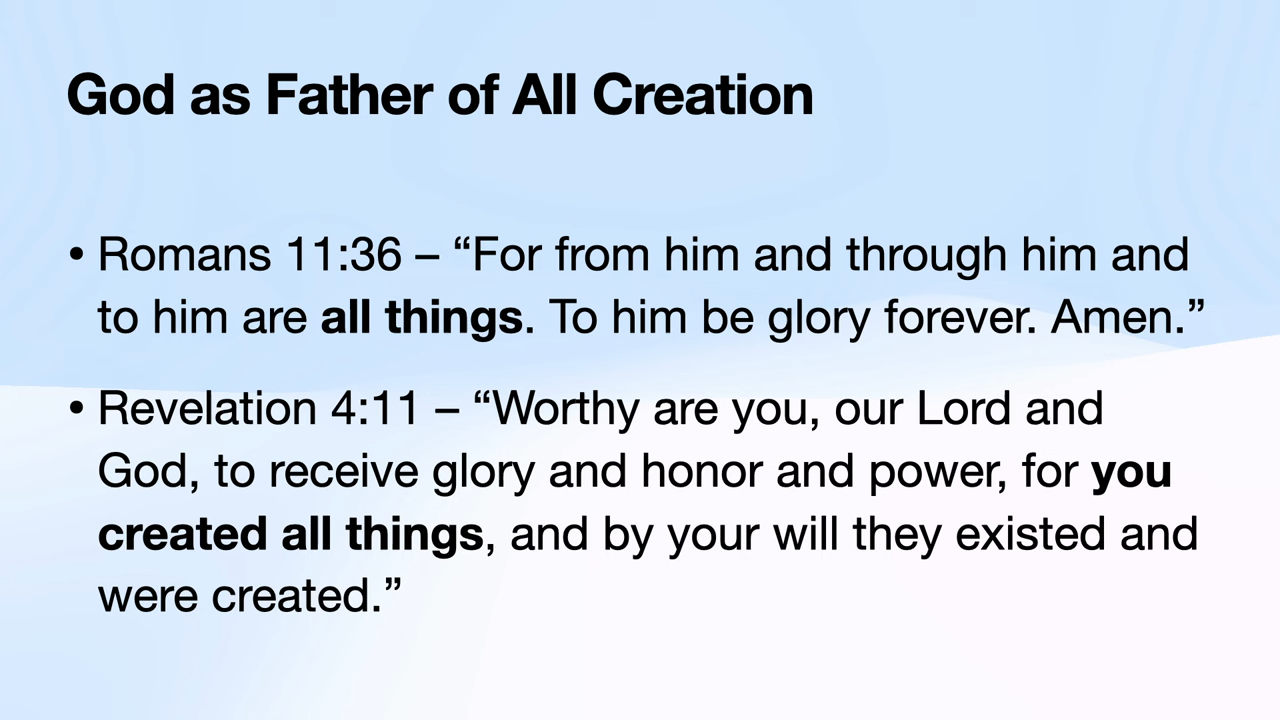 God as Father of All Creation
• Romans 11:36 – “For from him and through him and
to him are all things. To him be glory forever. Amen.”
• Revelation 4:11 – “Worthy are you, our Lord and
God, to receive glory and honor and power, for you
created all things, and by your will they existed and
were created.”